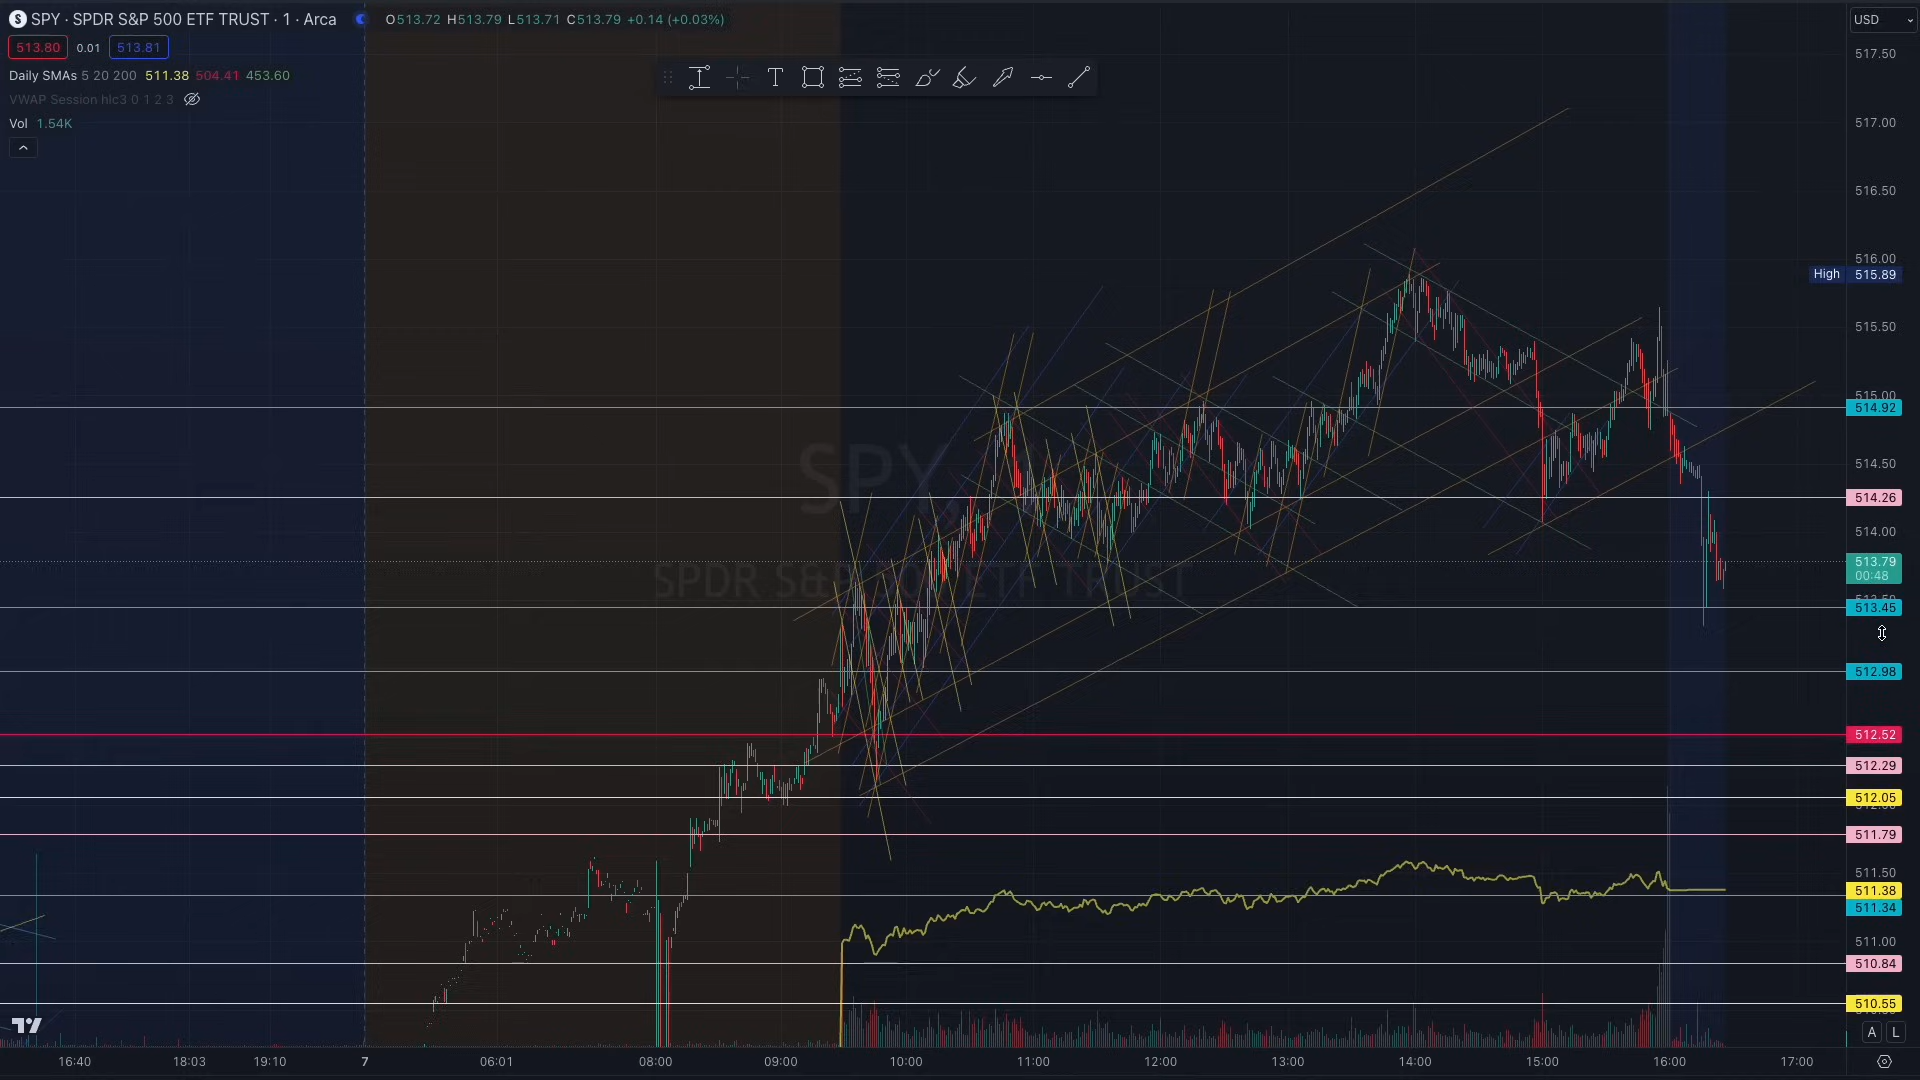 SPY · SPDR S&P 500 ETF TRUST · 1 · Arca
O513.72 H513.79 L513.71 C513.79 +0.14 (+0.03%)
513.80 0.01 513.81
Daily SMAs 5 20 200 511.38 504.41 453.60
VWAP Session hlc3 0 1 2 3
Vol 1.54K
T
SPY,
SPDR S&P 500 ETF TRUST
USD
517.50
517.00
516.50
516.00
High 515.89
515.50
515.00
514.92
514.50
514.26
514.00
513.79
00:48
513.50
513.45
512.98
512.52
512.29
512.05
511.79
511.50
511.38
511.34
511.00
510.84
510.55
A L
16:40 18:03 19:10 7 06:01 08:00 09:00 10:00 11:00 12:00 13:00 14:00 15:00 16:00 17:00